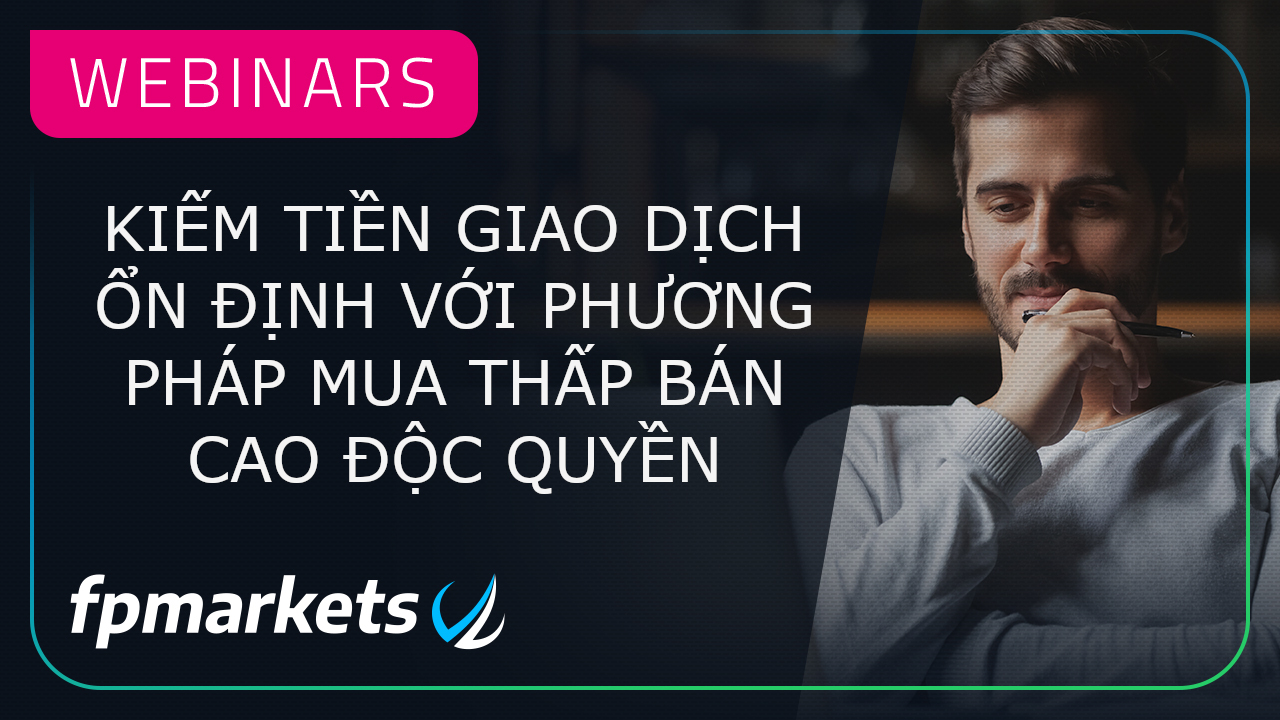 WEBINARS
KIẾM TIỀN GIAO DỊCH
ỔN ĐỊNH VỚI PHƯƠNG
PHÁP MUA THẤP BÁN
CAO ĐỘC QUYỀN
fpmarkets